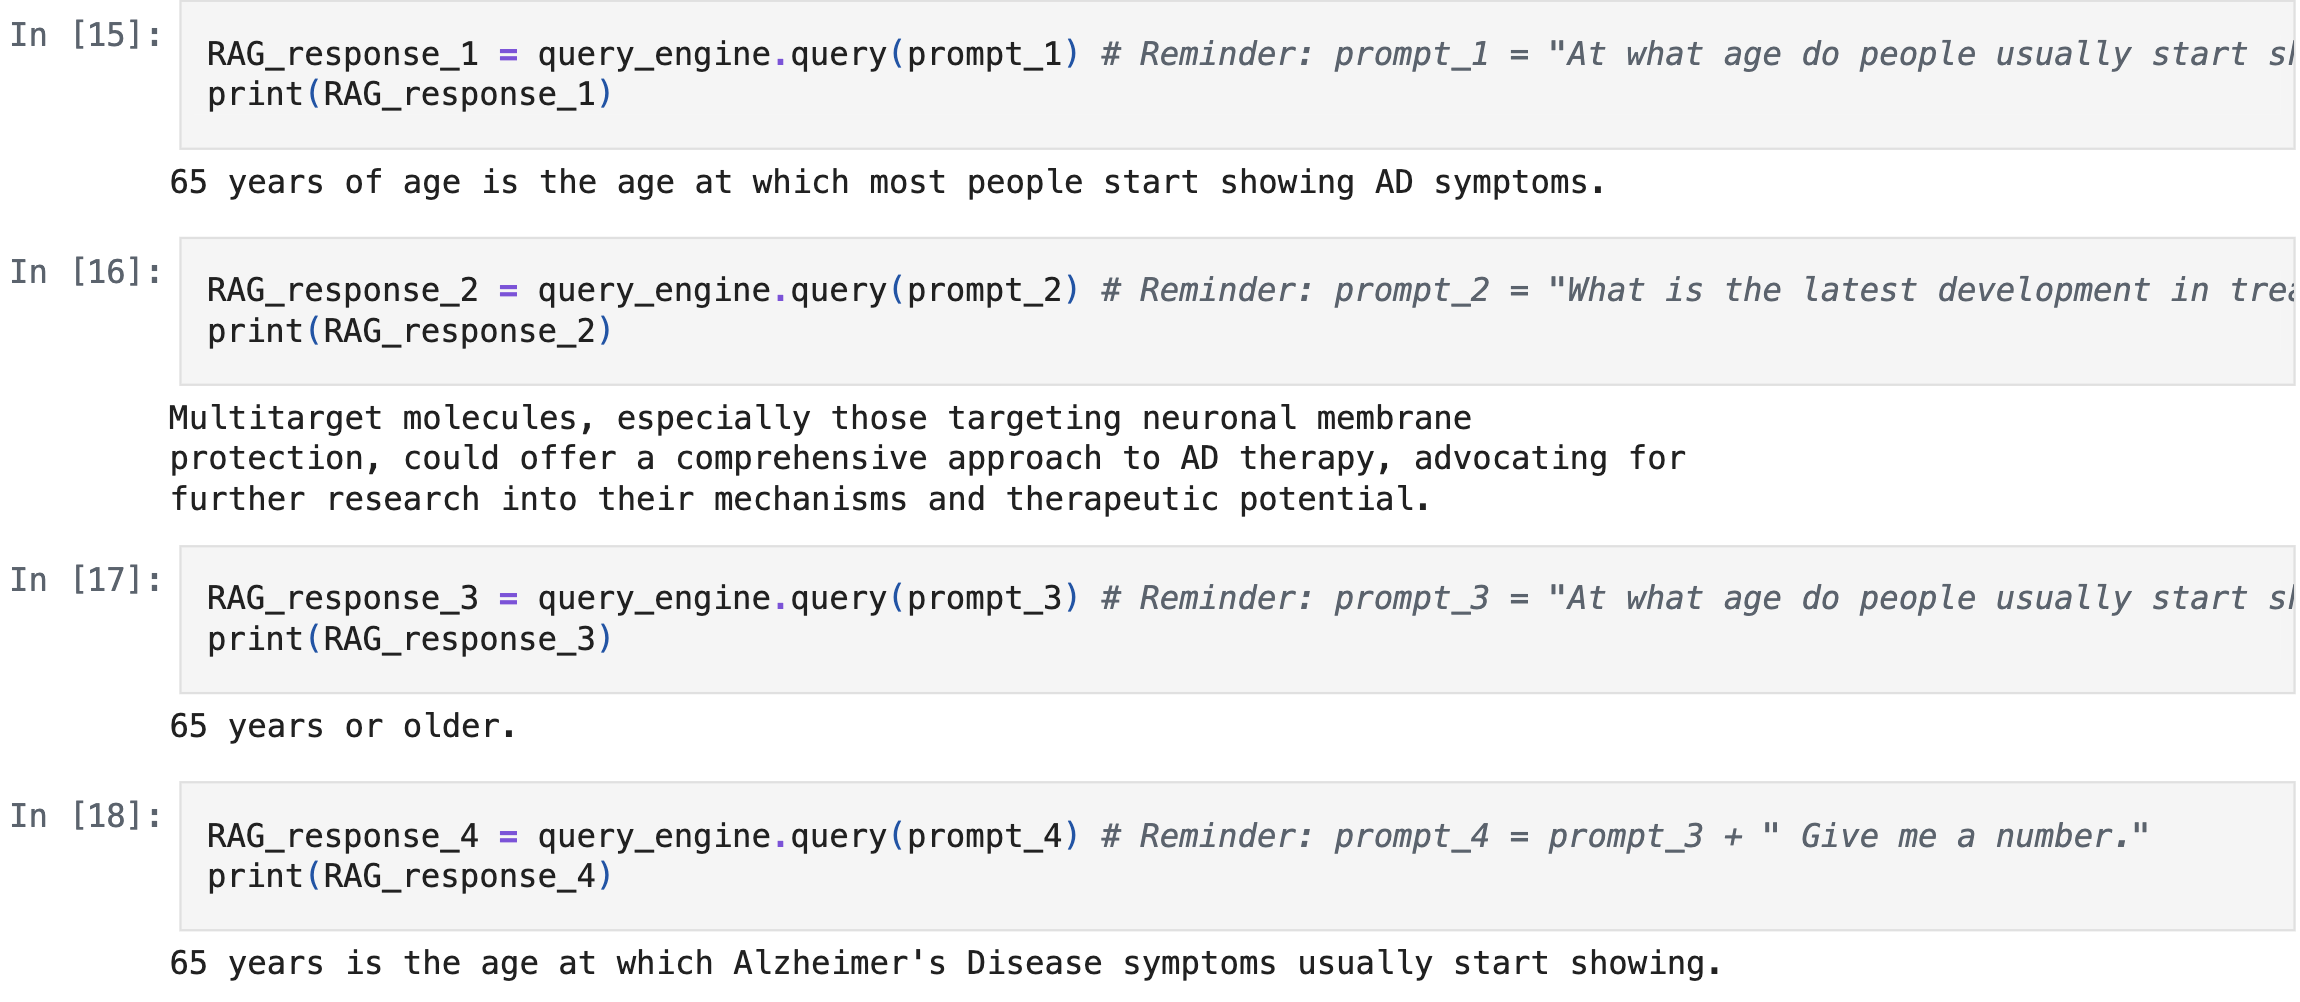 In [15]:
RAG_response_1 = query_engine.query(prompt_1) # Reminder: prompt_1 = "At what age do people usually start
print(RAG_response_1)
65 years of age is the age at which most people start showing AD symptoms.
In [16]:
RAG_response_2 = query_engine.query(prompt_2) # Reminder: prompt_2 = "What is the latest development in
print(RAG_response_2)
Multitarget molecules, especially those targeting neuronal membrane
protection, could offer a comprehensive approach to AD therapy, advocating for
further research into their mechanisms and therapeutic potential.
In [17]:
RAG_response_3 = query_engine.query(prompt_3) # Reminder: prompt_3 = "At what age do people usually start
print(RAG_response_3)
65 years or older.
In [18]:
RAG_response_4 = query_engine.query(prompt_4) # Reminder: prompt_4 = prompt_3 + " Give me a number."
print(RAG_response_4)
65 years is the age at which Alzheimer's Disease symptoms usually start showing.